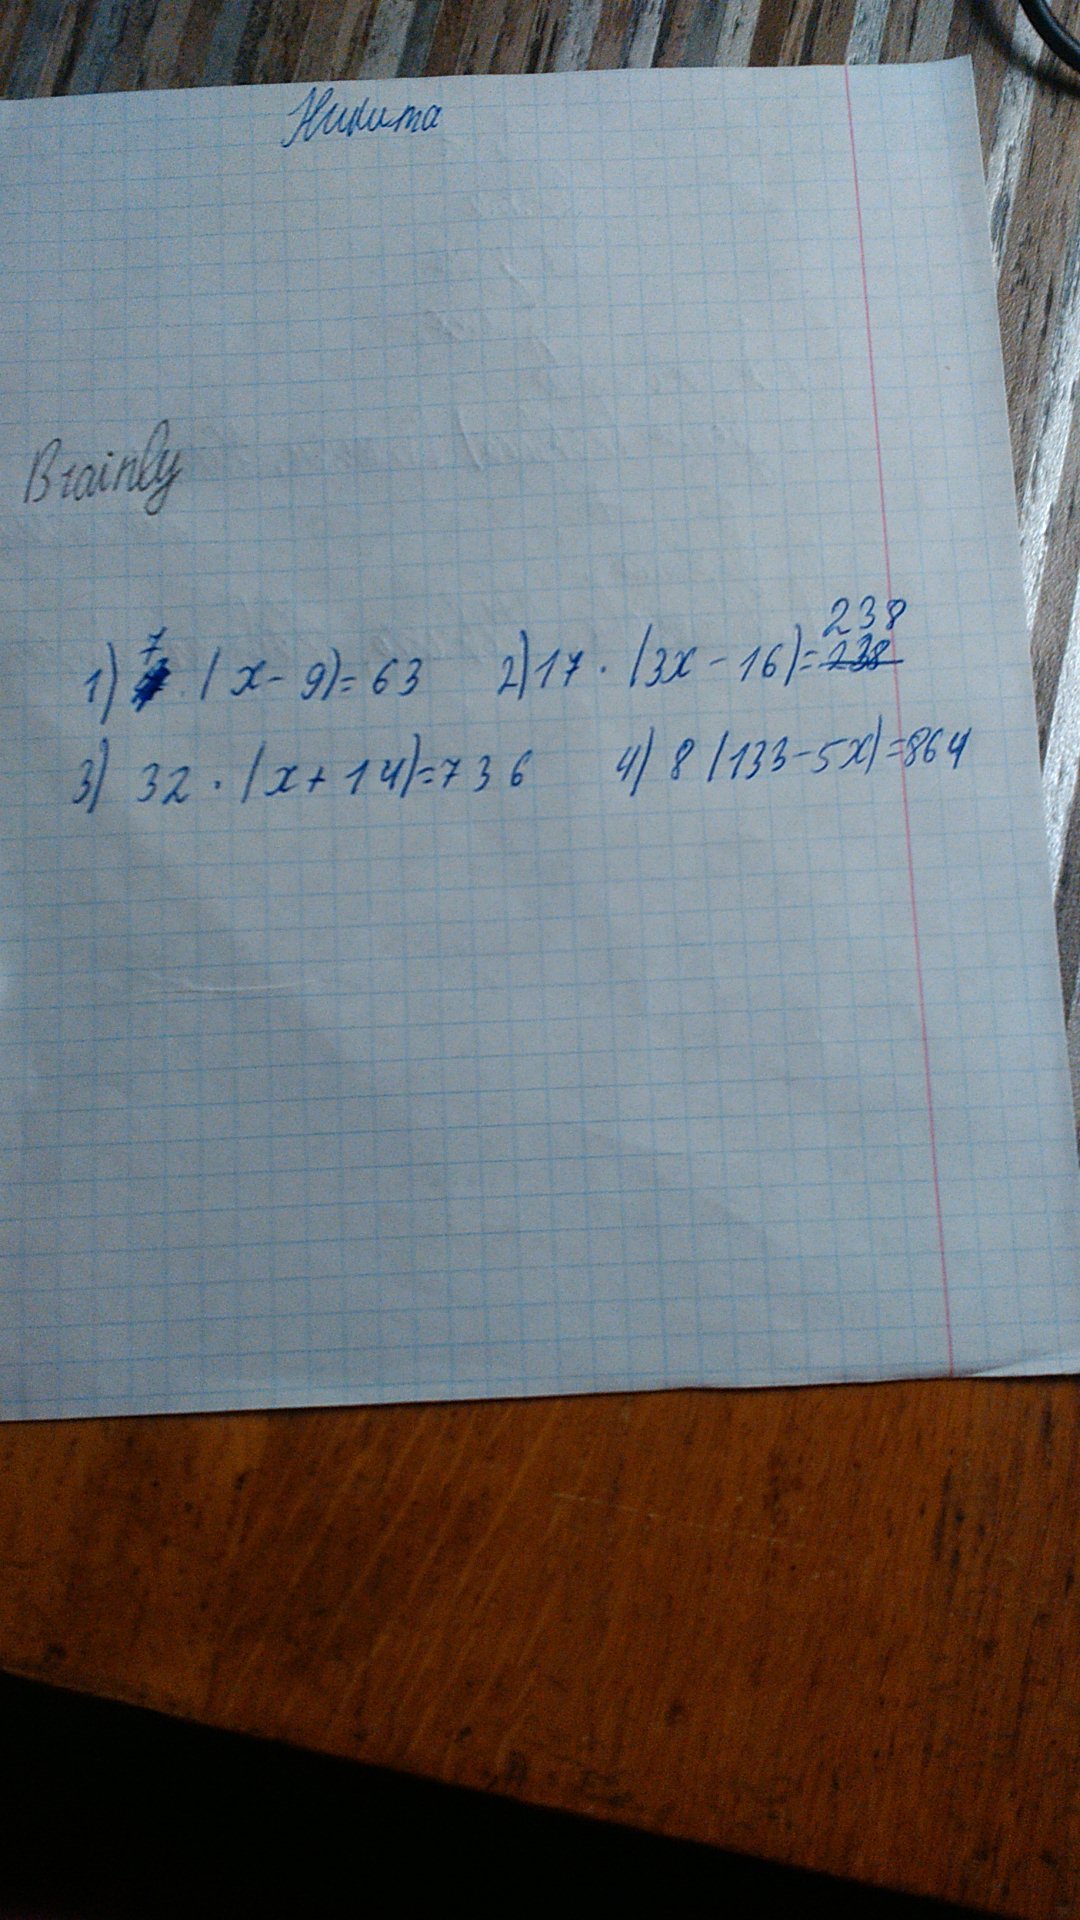 Никита
Brainly
1) 7 · (x - 9) = 63 2) 17 · (3x - 16) = 238
3) 32 · (x + 14) = 736 4) 8 (133 - 5x) = 864